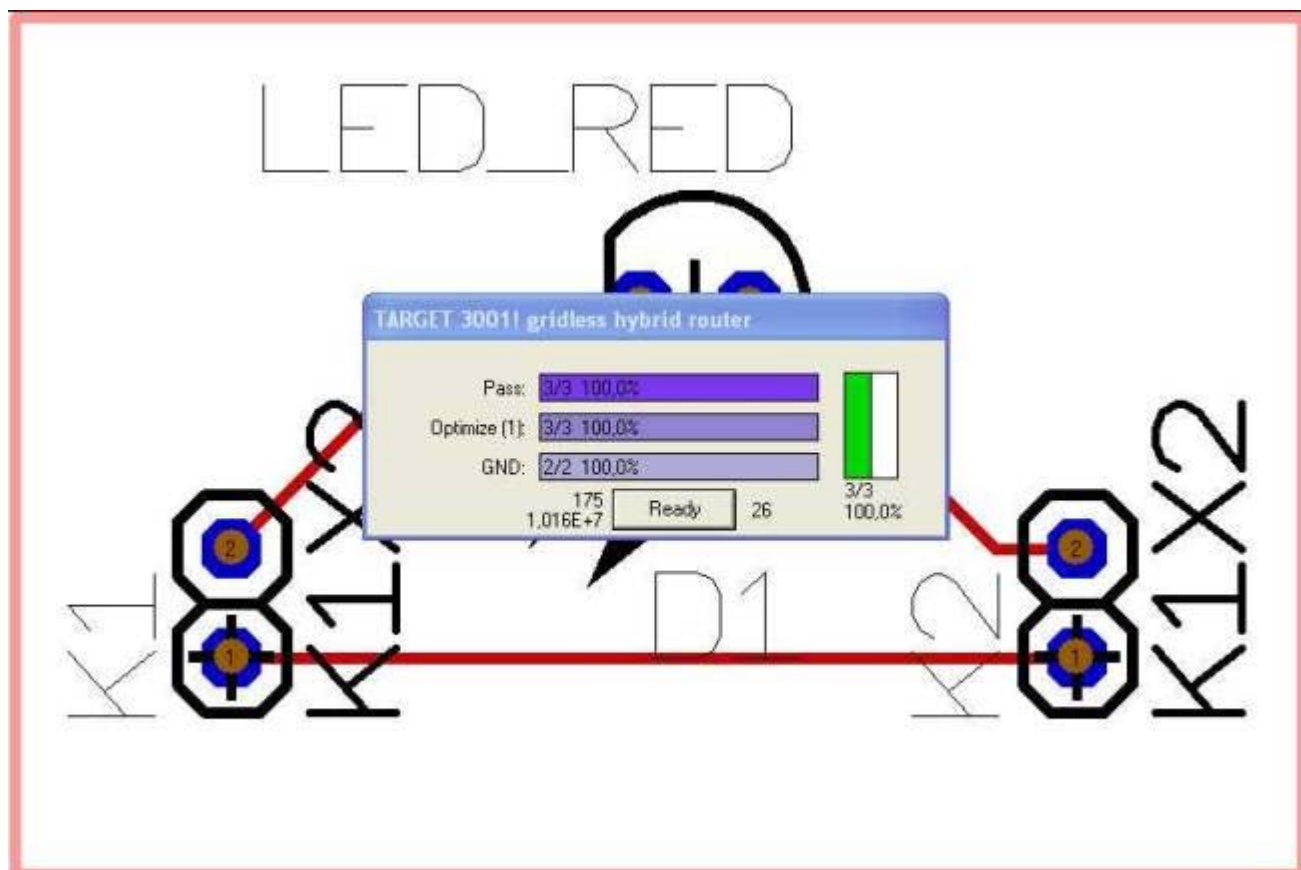 LED_RED
TARGET 3001! gridless hybrid router
Pass: 3/3 100,0%
Optimize (1): 3/3 100,0%
GND: 2/2 100,0%
175
1,016E+7
Ready
26
3/3
100,0%
2
1
K1
D1
K2
2
1
K1X2